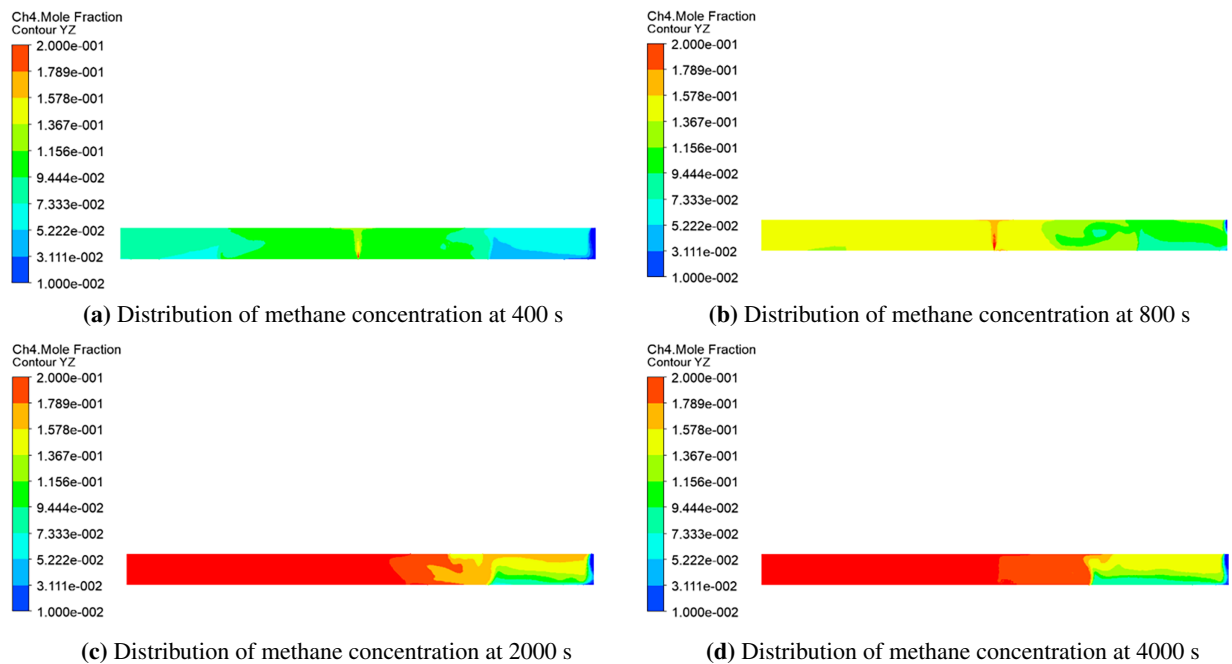 Ch4.Mole Fraction
Contour YZ
2.000e-001
1.789e-001
1.578e-001
1.367e-001
1.156e-001
9.444e-002
7.333e-002
5.222e-002
3.111e-002
1.000e-002
(a) Distribution of methane concentration at 400 s
Ch4.Mole Fraction
Contour YZ
2.000e-001
1.789e-001
1.578e-001
1.367e-001
1.156e-001
9.444e-002
7.333e-002
5.222e-002
3.111e-002
1.000e-002
(b) Distribution of methane concentration at 800 s
Ch4.Mole Fraction
Contour YZ
2.000e-001
1.789e-001
1.578e-001
1.367e-001
1.156e-001
9.444e-002
7.333e-002
5.222e-002
3.111e-002
1.000e-002
(c) Distribution of methane concentration at 2000 s
Ch4.Mole Fraction
Contour YZ
2.000e-001
1.789e-001
1.578e-001
1.367e-001
1.156e-001
9.444e-002
7.333e-002
5.222e-002
3.111e-002
1.000e-002
(d) Distribution of methane concentration at 4000 s